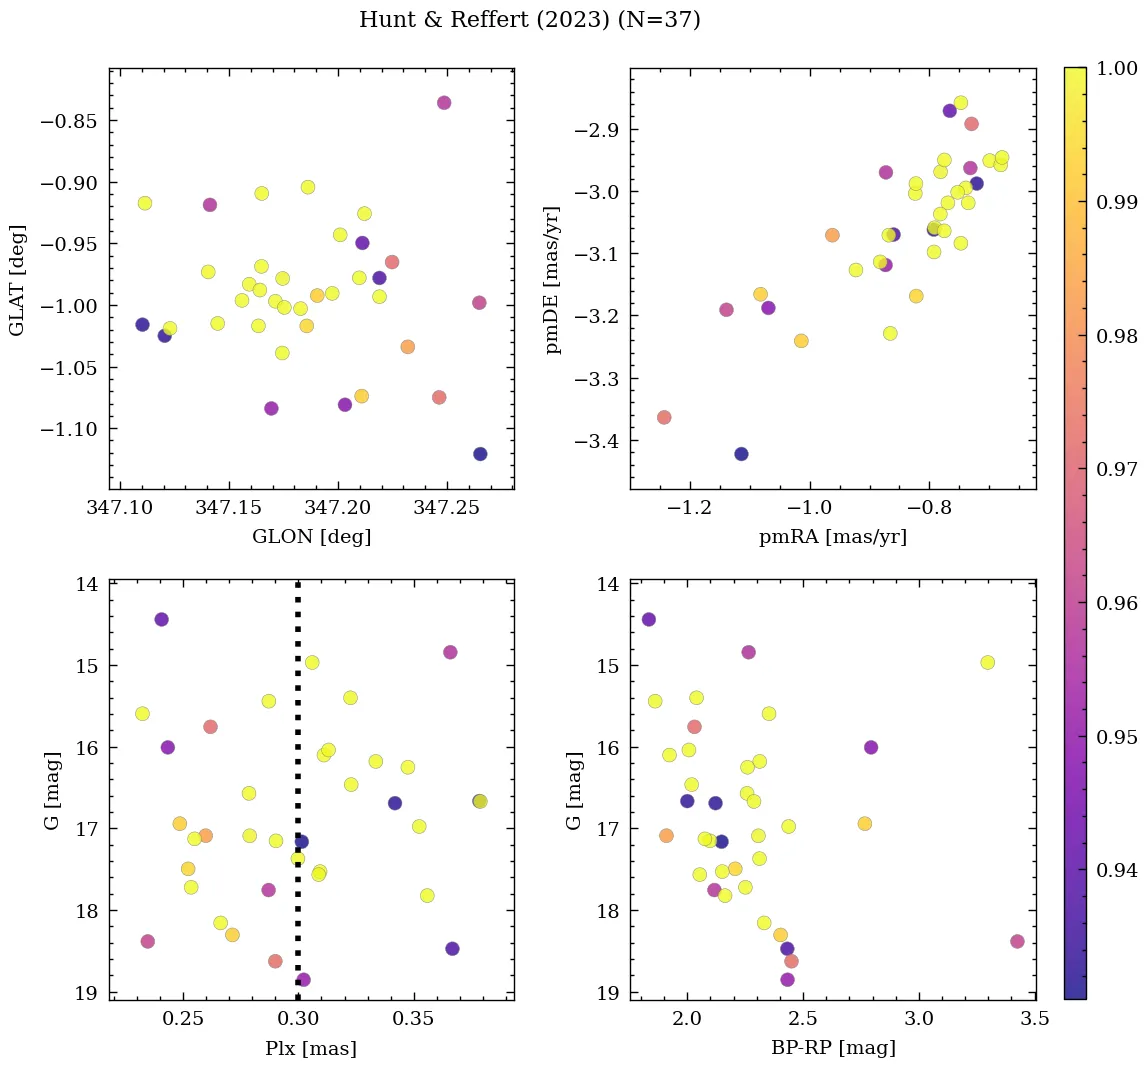 Hunt & Reffert (2023) (N=37)
−0.85
−0.90
−0.95
−1.00
−1.05
−1.10
GLAT [deg]
347.10 347.15 347.20 347.25
GLON [deg]
−2.9
−3.0
−3.1
−3.2
−3.3
−3.4
pmDE [mas/yr]
−1.2 −1.0 −0.8
pmRA [mas/yr]
14
15
16
17
18
19
G [mag]
0.25 0.30 0.35
Plx [mas]
14
15
16
17
18
19
G [mag]
2.0 2.5 3.0 3.5
BP-RP [mag]
1.00
0.99
0.98
0.97
0.96
0.95
0.94